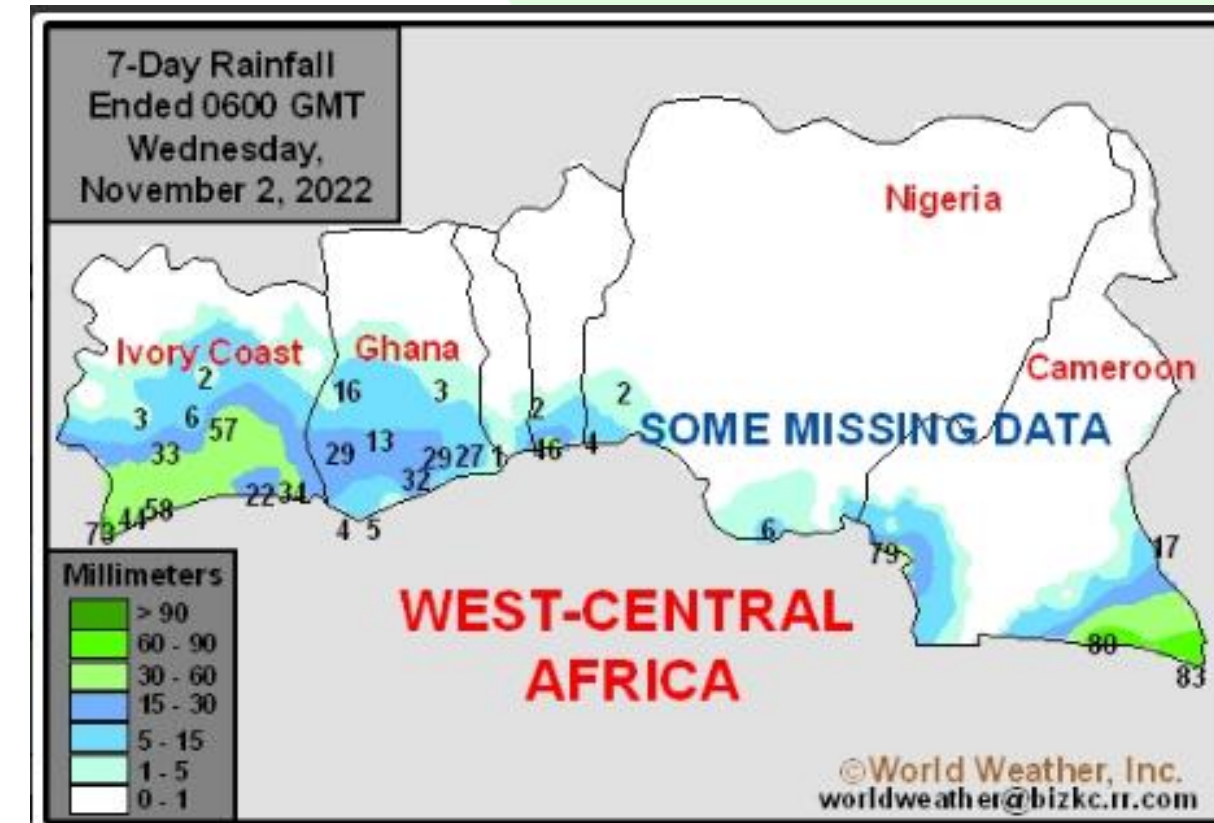 7-Day Rainfall
Ended 0600 GMT
Wednesday,
November 2, 2022
Nigeria
Ivory Coast
Ghana
Cameroon
2
16
3
2
2
3
6
57
SOME MISSING DATA
33
29
13
29
27
1
46
4
32
22
34
73
44
58
4
5
6
79
17
Millimeters
> 90
60 - 90
30 - 60
15 - 30
5 - 15
1 - 5
0 - 1
WEST-CENTRAL
AFRICA
80
83
©World Weather, Inc.
worldweather@bizkc.rr.com